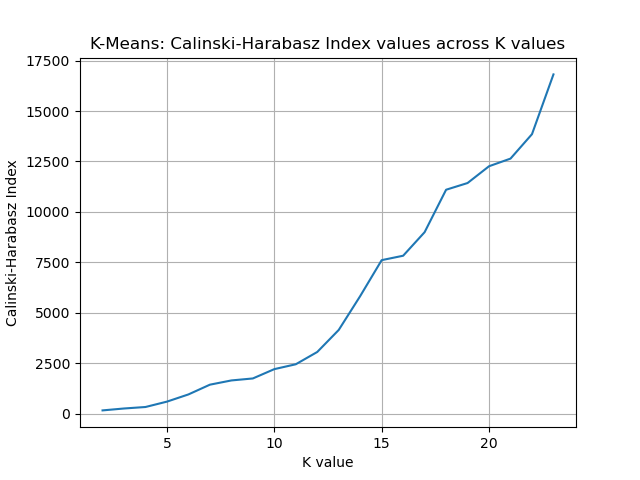 K-Means: Calinski-Harabasz Index values across K values
17500
15000
12500
10000
7500
5000
2500
0
Calinski-Harabasz Index
5 10 15 20
K value